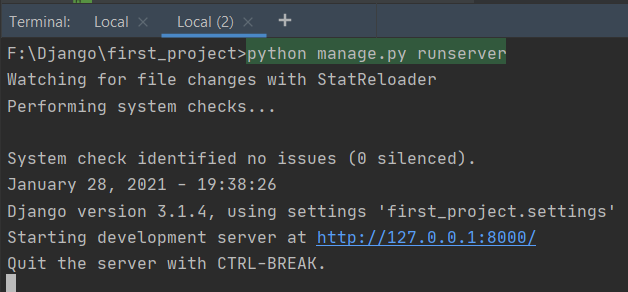 Terminal: Local × Local (2) × +
F:\Django\first_project>python manage.py runserver
Watching for file changes with StatReloader
Performing system checks...
System check identified no issues (0 silenced).
January 28, 2021 - 19:38:26
Django version 3.1.4, using settings 'first_project.settings'
Starting development server at http://127.0.0.1:8000/
Quit the server with CTRL-BREAK.